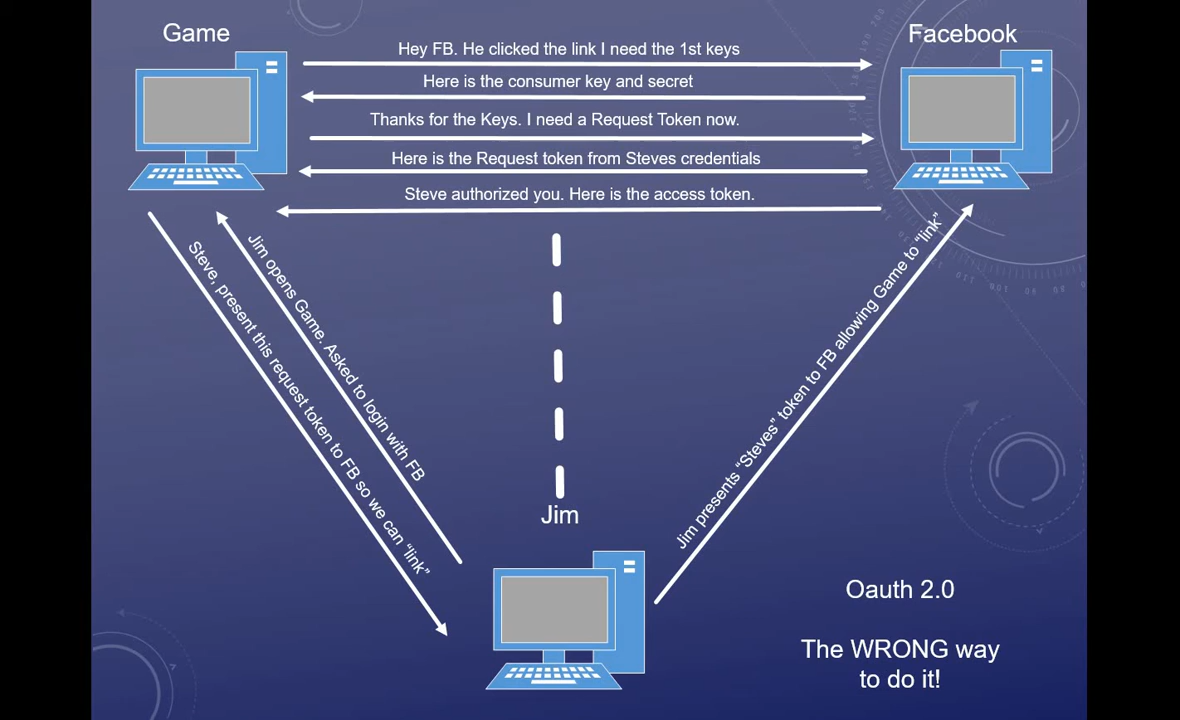 Game
Facebook
Hey FB. He clicked the link I need the 1st keys
Here is the consumer key and secret
Thanks for the Keys. I need a Request Token now.
Here is the Request token from Steves credentials
Steve authorized you. Here is the access token.
Steve, present this request token to FB so we can “link”
Jim opens Game. Asked to login with FB
Jim presents “Steves” token to FB allowing Game to “link”
Jim
Oauth 2.0
The WRONG way
to do it!